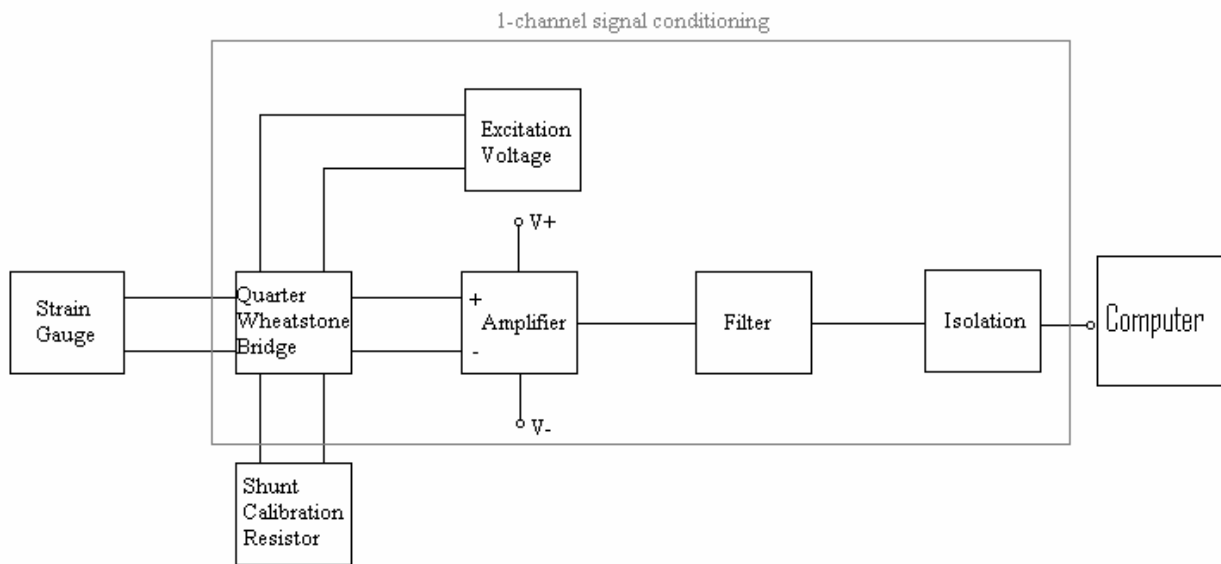 1-channel signal conditioning
Excitation
Voltage
V+
Strain
Gauge
Quarter
Wheatstone
Bridge
+
-
Amplifier
Filter
Isolation
Computer
V-
Shunt
Calibration
Resistor